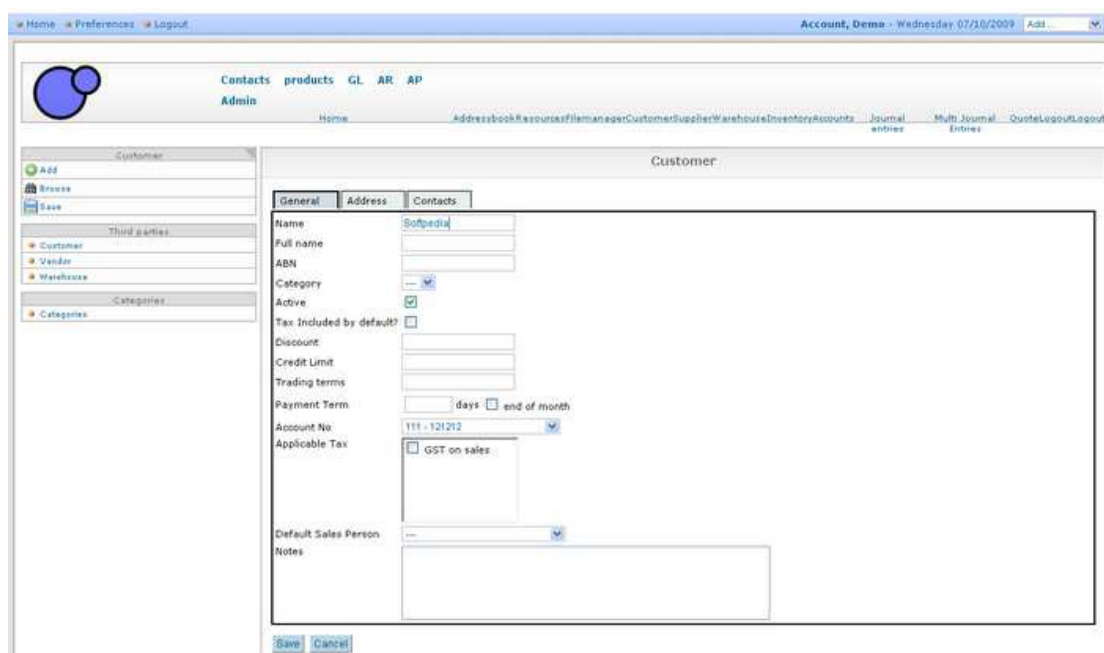 Home Preferences Logout Account, Demo - Wednesday 07/10/2009 Add...
Contacts products GL AR AP
Admin
Home AddressbookResourcesFilemanagerCustomerSupplierWarehouseInventoryAccounts Journal entries Multi Journal Entries QuoteLogoutLogout
Customer
Add
Browse
Save
Third parties
Customer
Vendor
Warehouse
Categories
Categories
Customer
General Address Contacts
Name Softpedia
Full name
ABN
Category ---
Active
Tax Included by default?
Discount
Credit Limit
Trading terms
Payment Term days end of month
Account No 111 - 121212
Applicable Tax GST on sales
Default Sales Person ---
Notes
Save Cancel